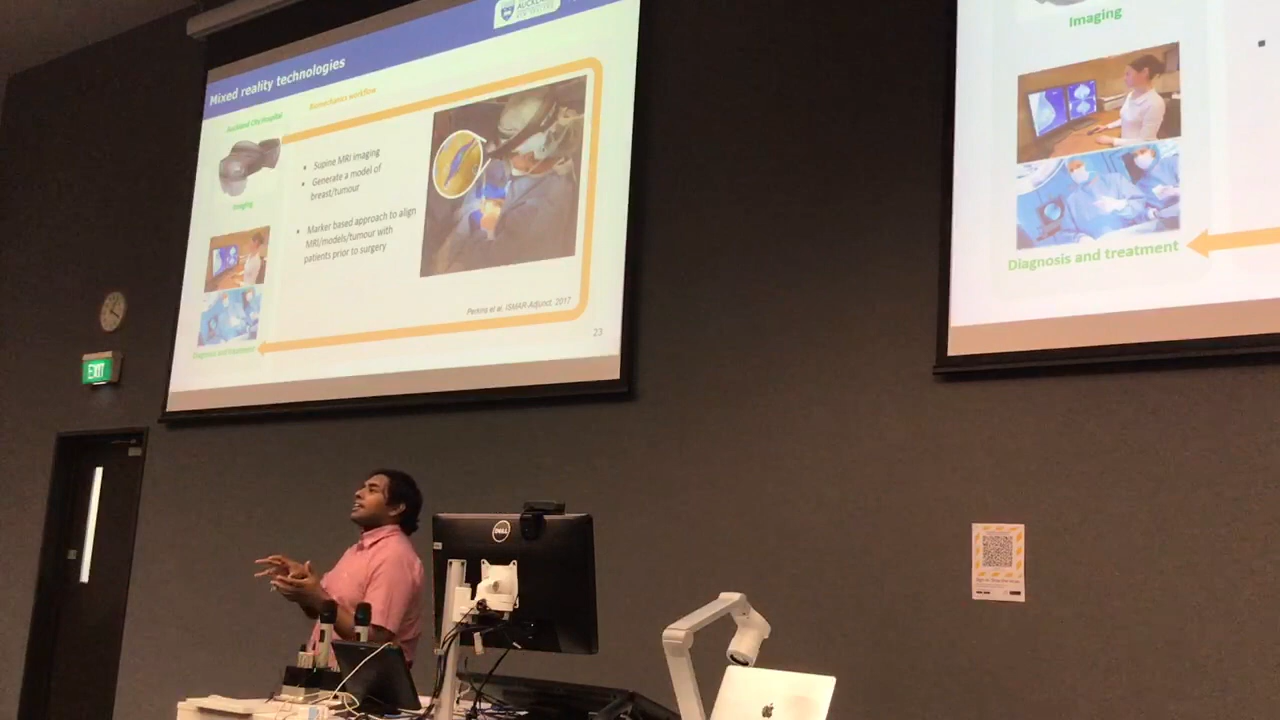 AUCKLAND
Mixed reality technologies
Biomechanics workflow
Auckland City Hospital
Supine MRI imaging
Generate a model of
breast/tumour
Imaging
Marker based approach to align
MRI/models/tumour with
patients prior to surgery
Perkins et al. ISMAR-Adjunct, 2017
23
Diagnosis and treatment
Imaging
Diagnosis and treatment
EXIT
DELL